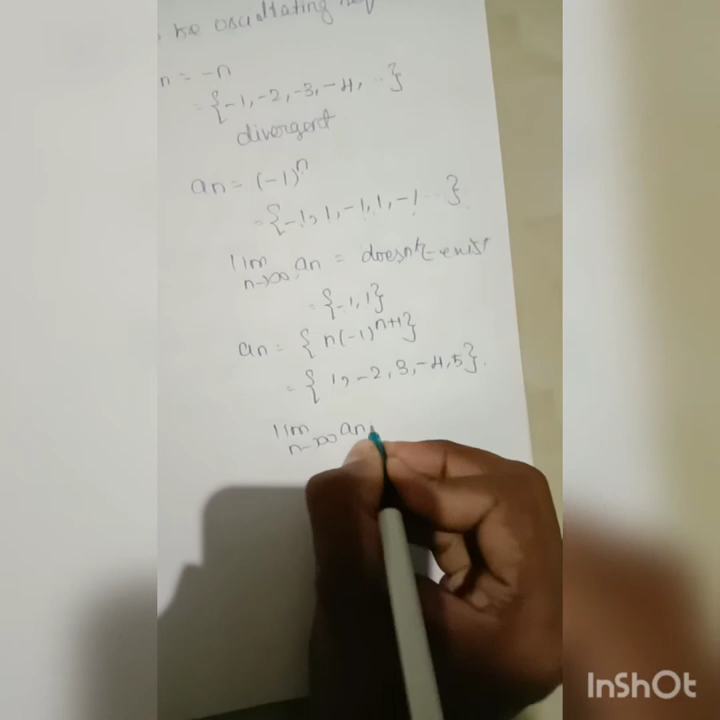 be oscillating seq
n = -n
= {-1, -2, -3, -4, ...}
divergent
an = (-1)^n
= {-1, 1, -1, 1, -1 ...}
lim n→∞ an = doesn't exist
= {-1, 1}
an = {n(-1)^n+1}
= {1, -2, 3, -4, 5}.
lim n→∞ an
InShOt